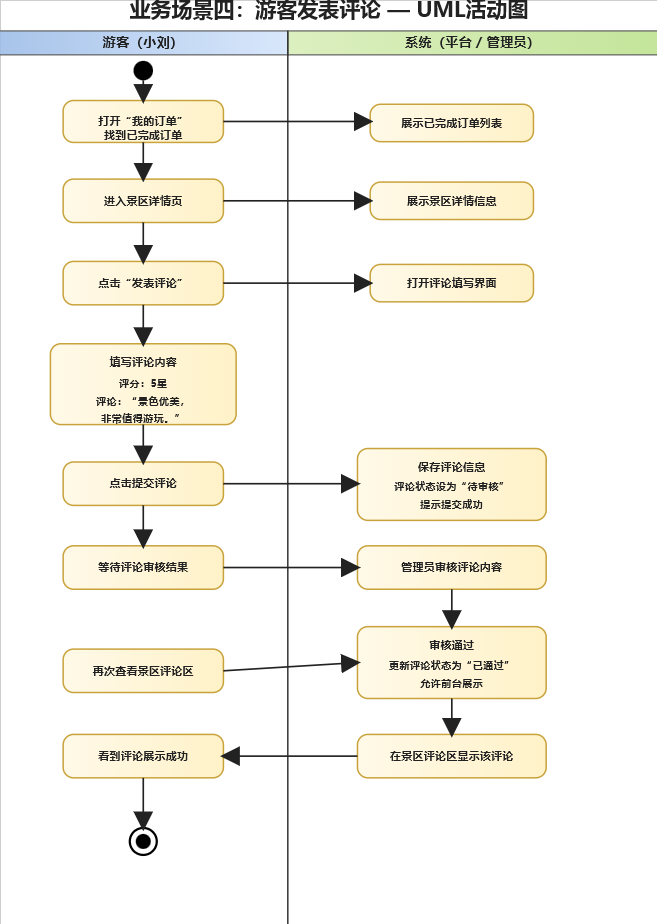 业务场景四：游客发表评论 — UML活动图
游客（小刘）
系统（平台 / 管理员）
打开“我的订单”
找到已完成订单
展示已完成订单列表
进入景区详情页
展示景区详情信息
点击“发表评论”
打开评论填写界面
填写评论内容
评分：5星
评论：“景色优美，
非常值得游玩。”
点击提交评论
保存评论信息
评论状态设为“待审核”
提示提交成功
等待评论审核结果
管理员审核评论内容
再次查看景区评论区
审核通过
更新评论状态为“已通过”
允许前台展示
看到评论展示成功
在景区评论区显示该评论